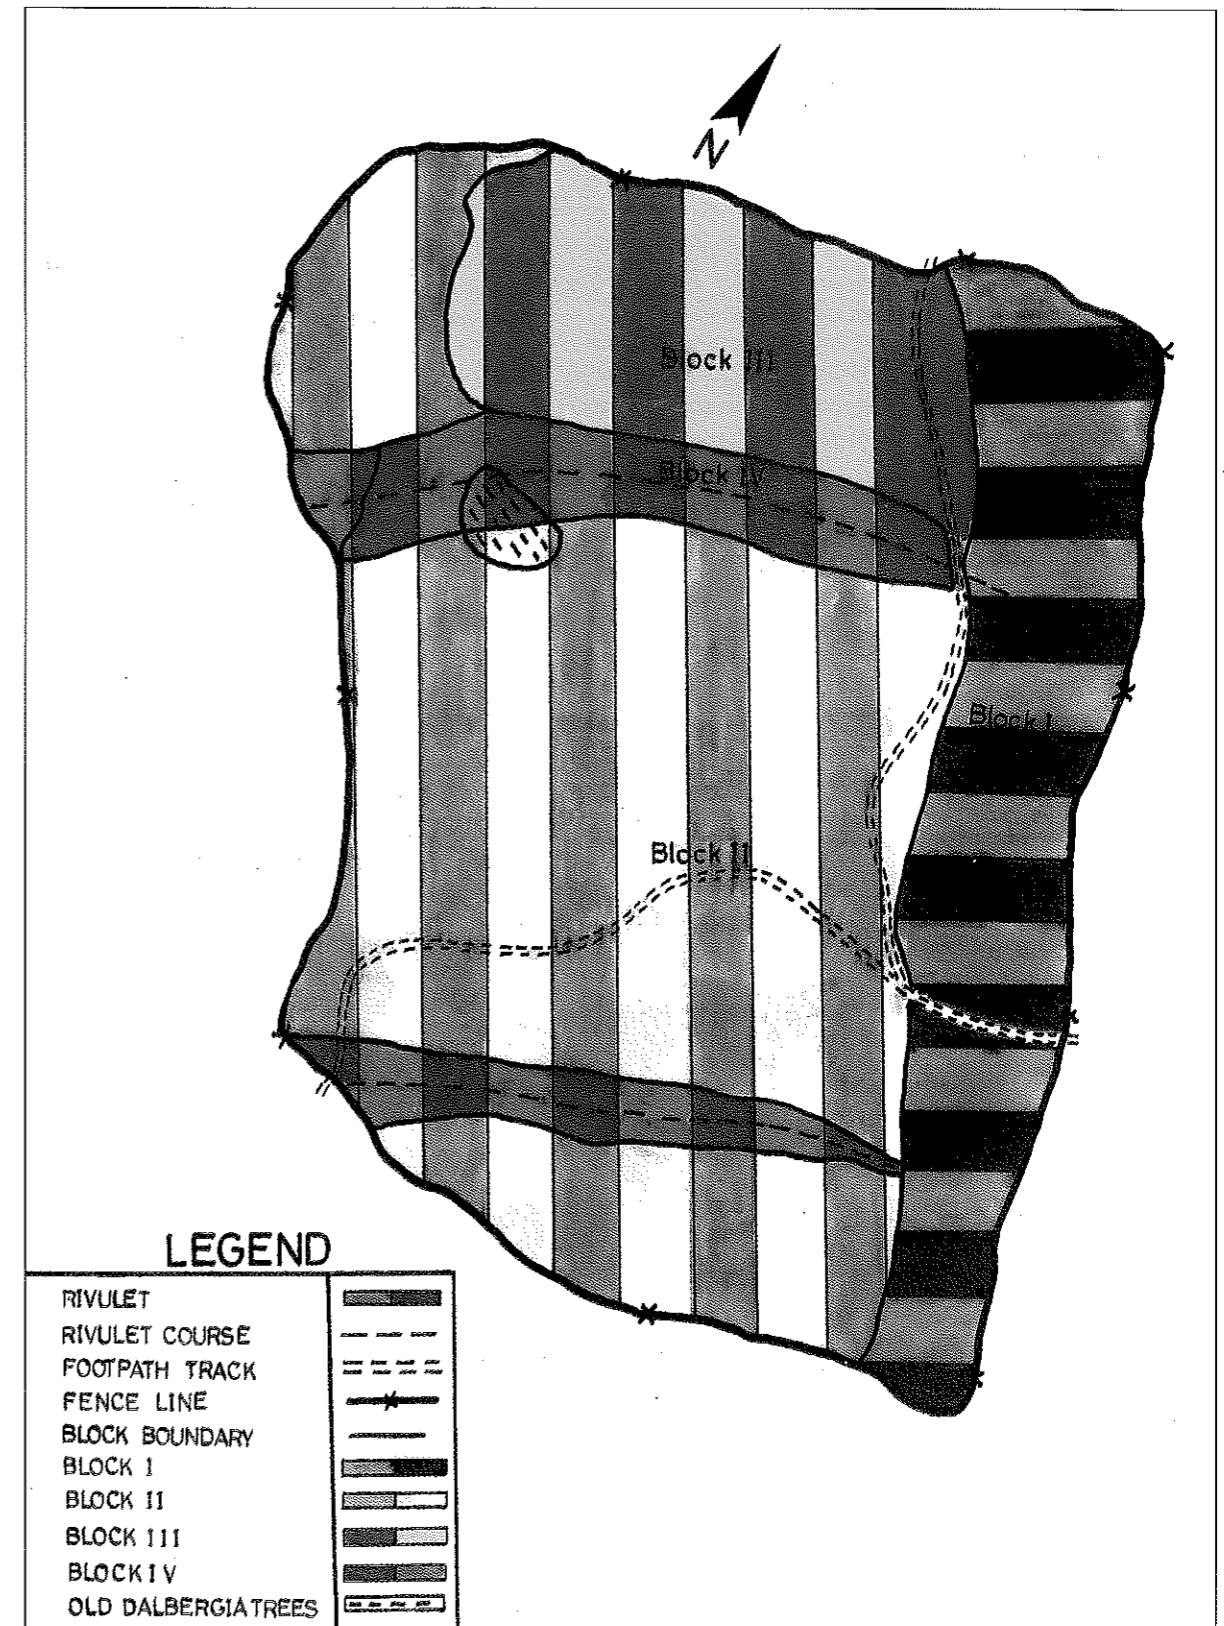 N
Block III
Block IV
Block I
Block II
LEGEND
RIVULET
RIVULET COURSE
FOOTPATH TRACK
FENCE LINE
BLOCK BOUNDARY
BLOCK I
BLOCK II
BLOCK III
BLOCK IV
OLD DALBERGIA TREES